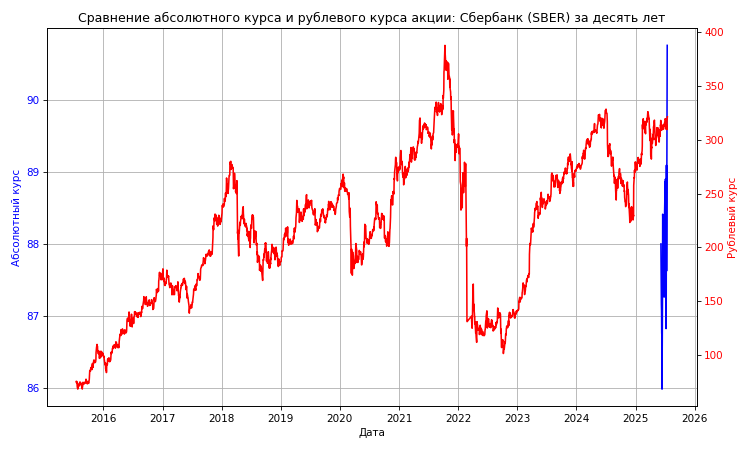 Сравнение абсолютного курса и рублевого курса акции: Сбербанк (SBER) за десять лет
400
350
300
250
200
150
100
90
89
88
87
86
Абсолютный курс
Рублевый курс
2016 2017 2018 2019 2020 2021 2022 2023 2024 2025 2026
Дата